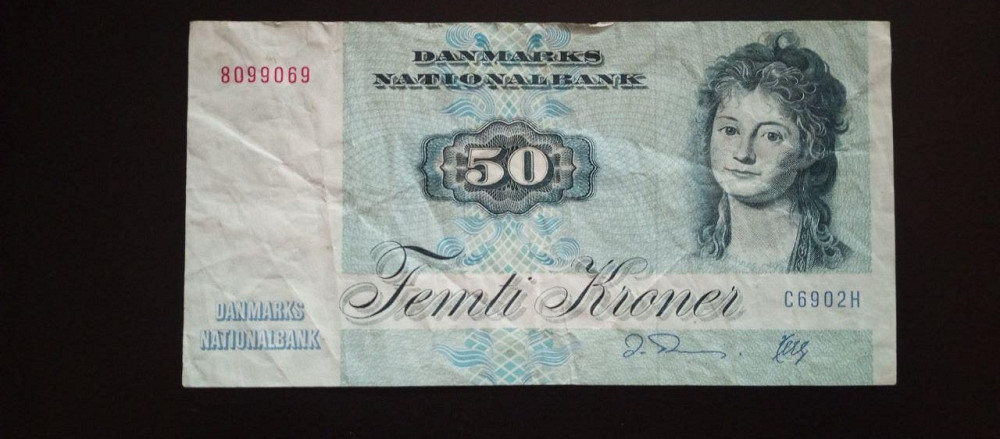 8099069
DANMARKS
NATIONALBANK
50
Femti Kroner
C6902H
DANMARKS
NATIONALBANK